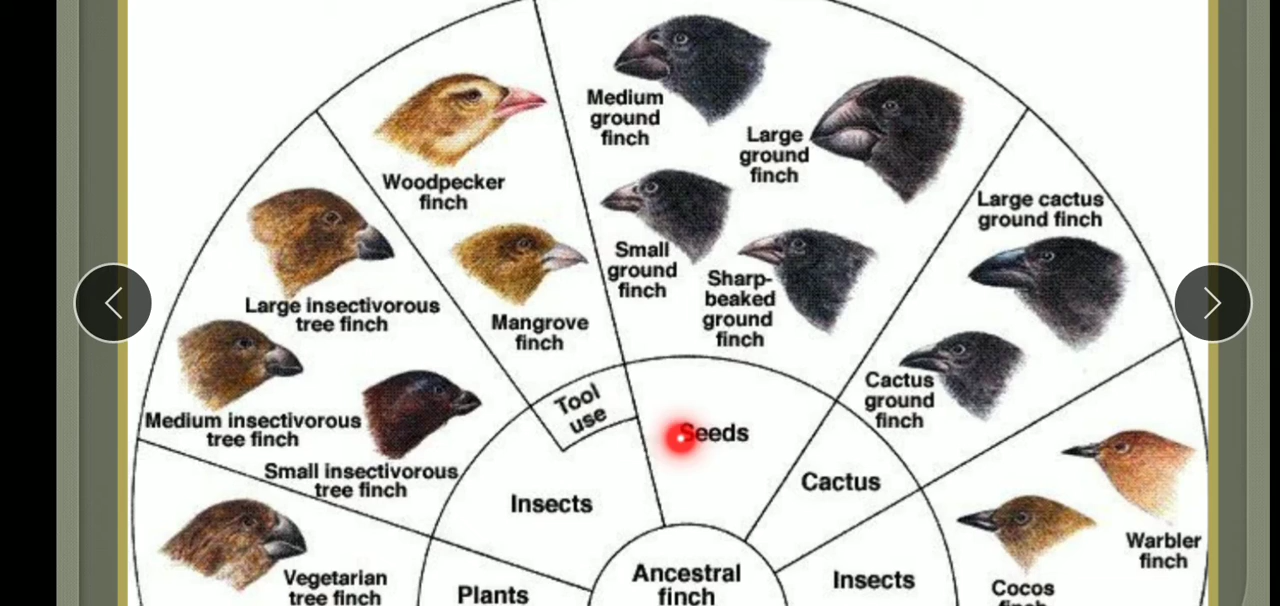 Medium
ground
finch
Large
ground
finch
Woodpecker
finch
Large cactus
ground finch
Small
ground
finch
Sharp-
beaked
ground
finch
Large insectivorous
tree finch
Mangrove
finch
Cactus
ground
finch
Tool
use
Medium insectivorous
tree finch
Seeds
Small insectivorous
tree finch
Cactus
Insects
Warbler
finch
Vegetarian
tree finch
Plants
Ancestral
finch
Insects
Cocos
finch